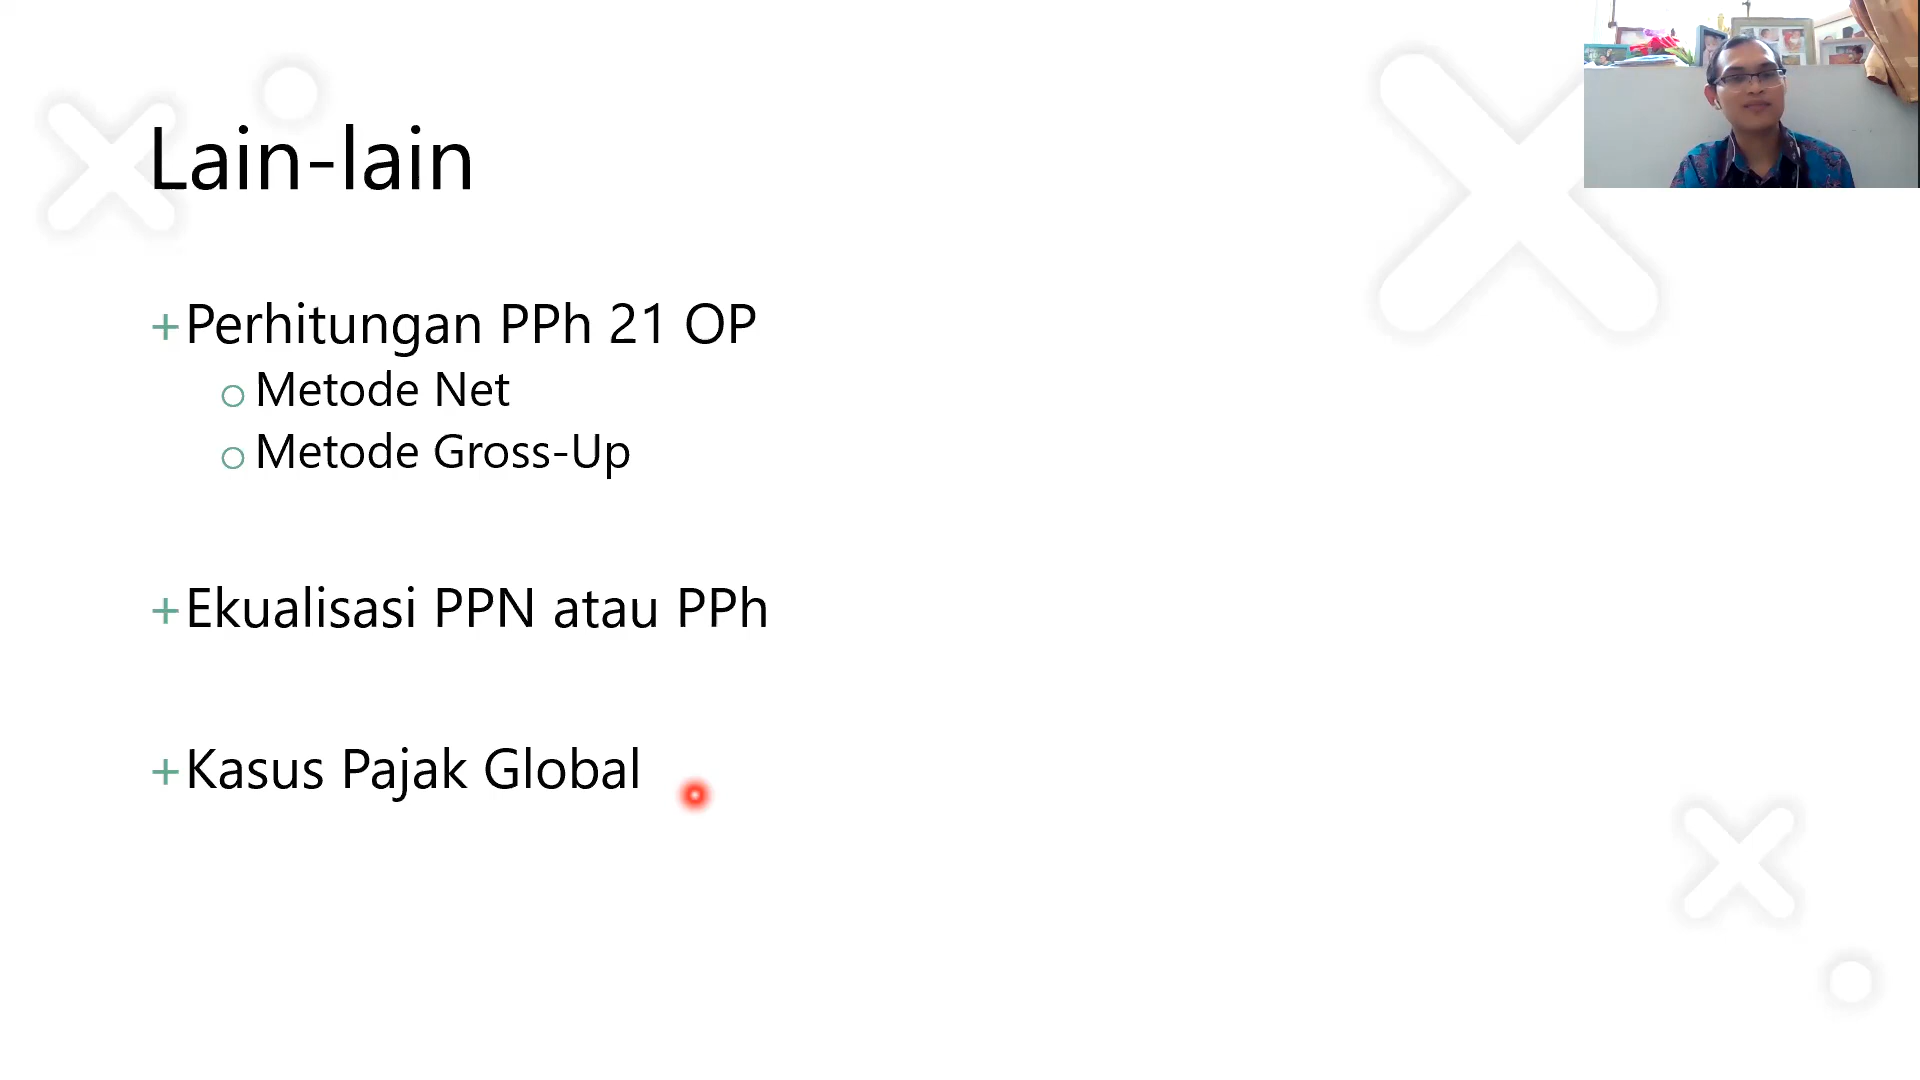 Lain-lain
+Perhitungan PPh 21 OP
o Metode Net
o Metode Gross-Up
+Ekualisasi PPN atau PPh
+Kasus Pajak Global